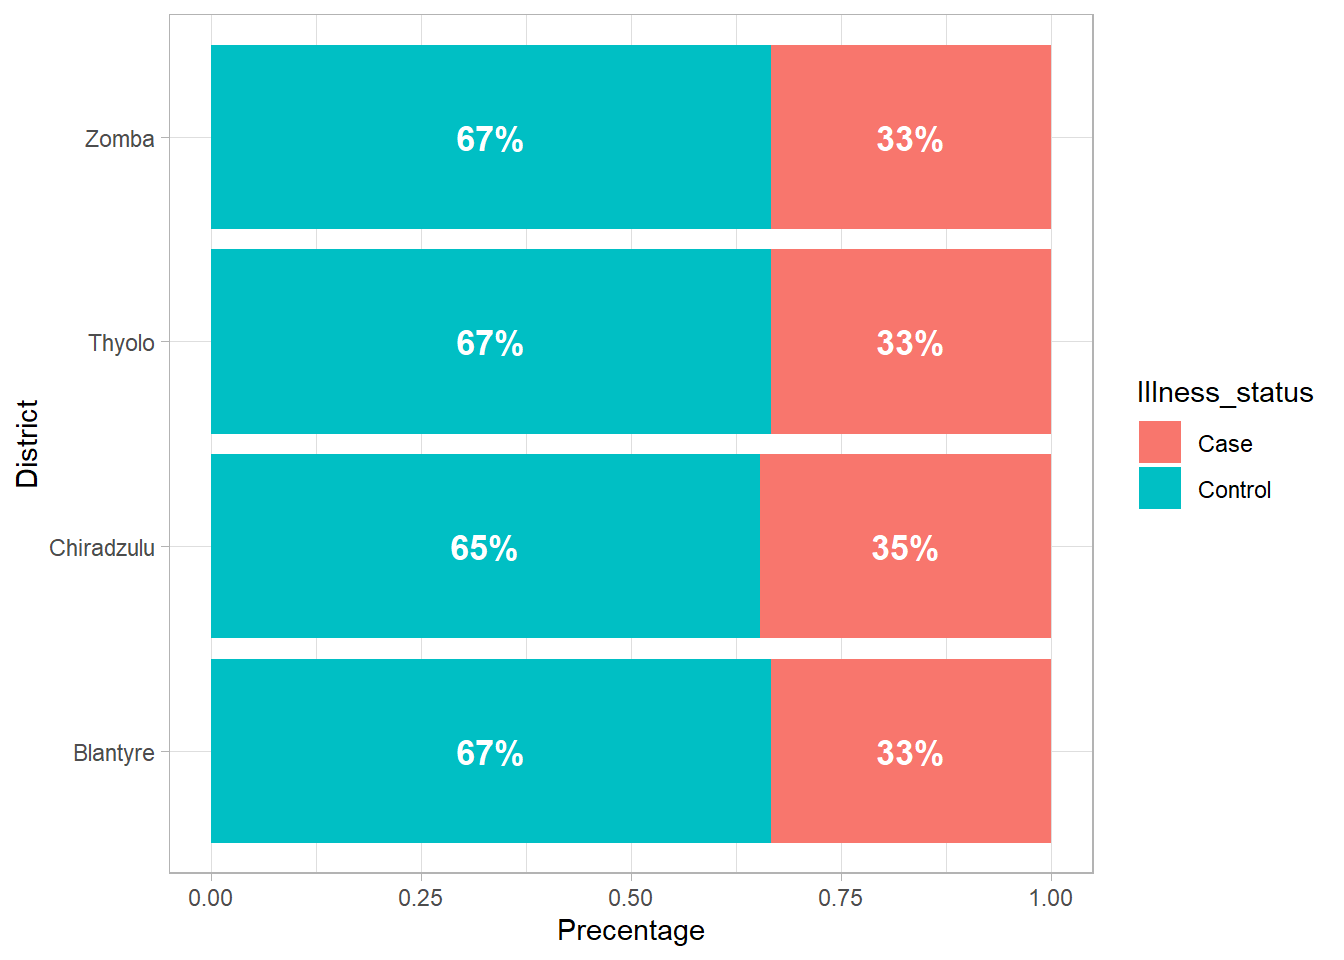 Zomba
67% 33%
Thyolo
67% 33%
Chiradzulu
65% 35%
Blantyre
67% 33%
District
0.00 0.25 0.50 0.75 1.00
Precentage
Illness_status
Case
Control